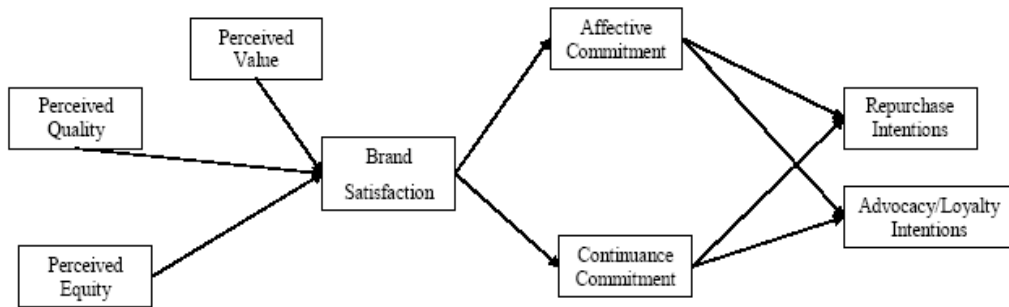 Perceived
Value
Perceived
Quality
Perceived
Equity
Brand
Satisfaction
Affective
Commitment
Continuance
Commitment
Repurchase
Intentions
Advocacy/Loyalty
Intentions